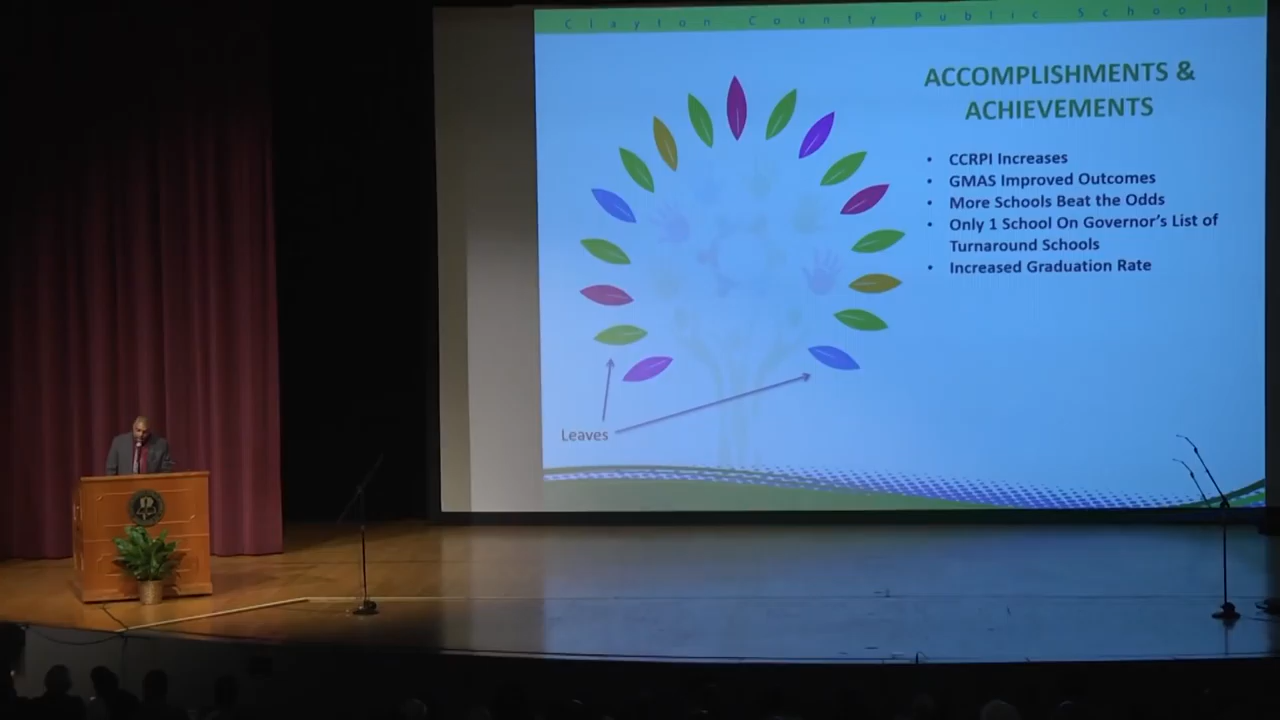 Clayton County Public Schools
ACCOMPLISHMENTS &
ACHIEVEMENTS
• CCRPI Increases
• GMAS Improved Outcomes
• More Schools Beat the Odds
• Only 1 School On Governor's List of
Turnaround Schools
• Increased Graduation Rate
Leaves